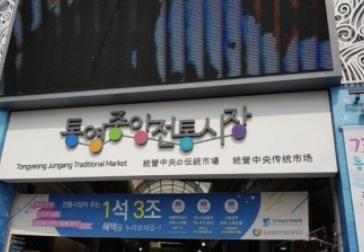 통영중앙전통시장
Tongyeong Jungang Traditional Market 統營中央の伝統市場 統營中央传统市场
전통시장이 주는
1석 3조
혜택을 누려보세요~!